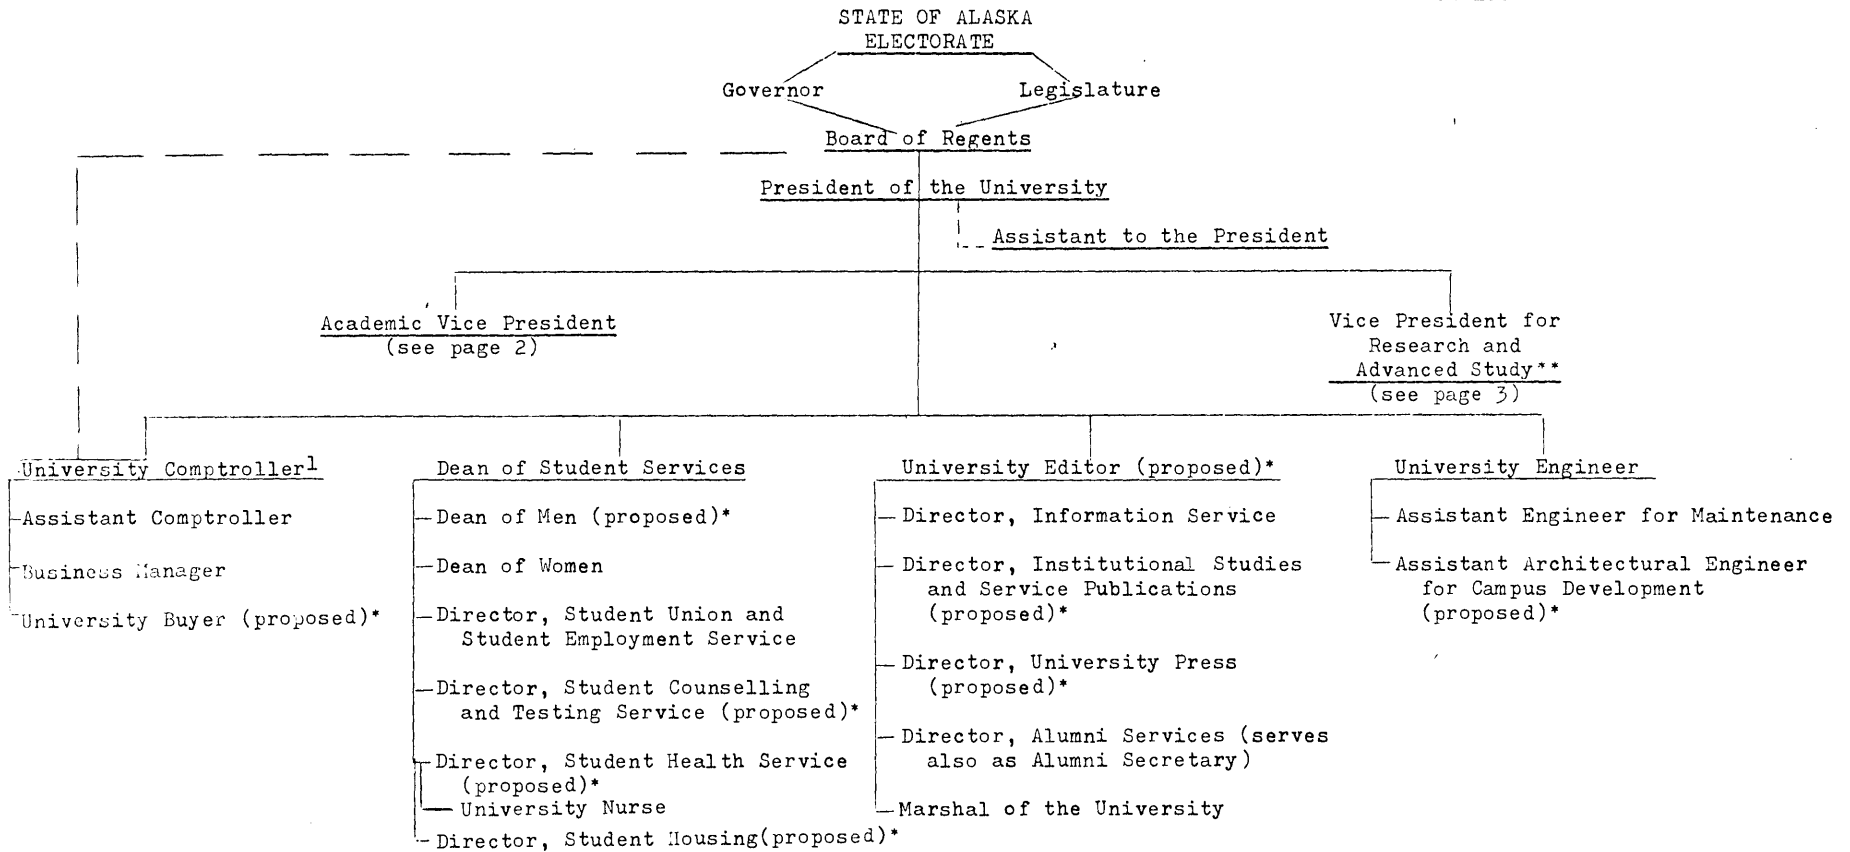 STATE OF ALASKA
ELECTORATE
Governor
Legislature
Board of Regents
President of the University
Assistant to the President
Academic Vice President
(see page 2)
Vice President for
Research and
Advanced Study**
(see page 3)
University Comptroller1
Assistant Comptroller
Business Manager
University Buyer (proposed)*
Dean of Student Services
Dean of Men (proposed)*
Dean of Women
Director, Student Union and
Student Employment Service
Director, Student Counselling
and Testing Service (proposed)*
Director, Student Health Service
(proposed)*
University Nurse
Director, Student Housing(proposed)*
University Editor (proposed)*
Director, Information Service
Director, Institutional Studies
and Service Publications
(proposed)*
Director, University Press
(proposed)*
Director, Alumni Services (serves
also as Alumni Secretary)
Marshal of the University
University Engineer
Assistant Engineer for Maintenance
Assistant Architectural Engineer
for Campus Development
(proposed)*